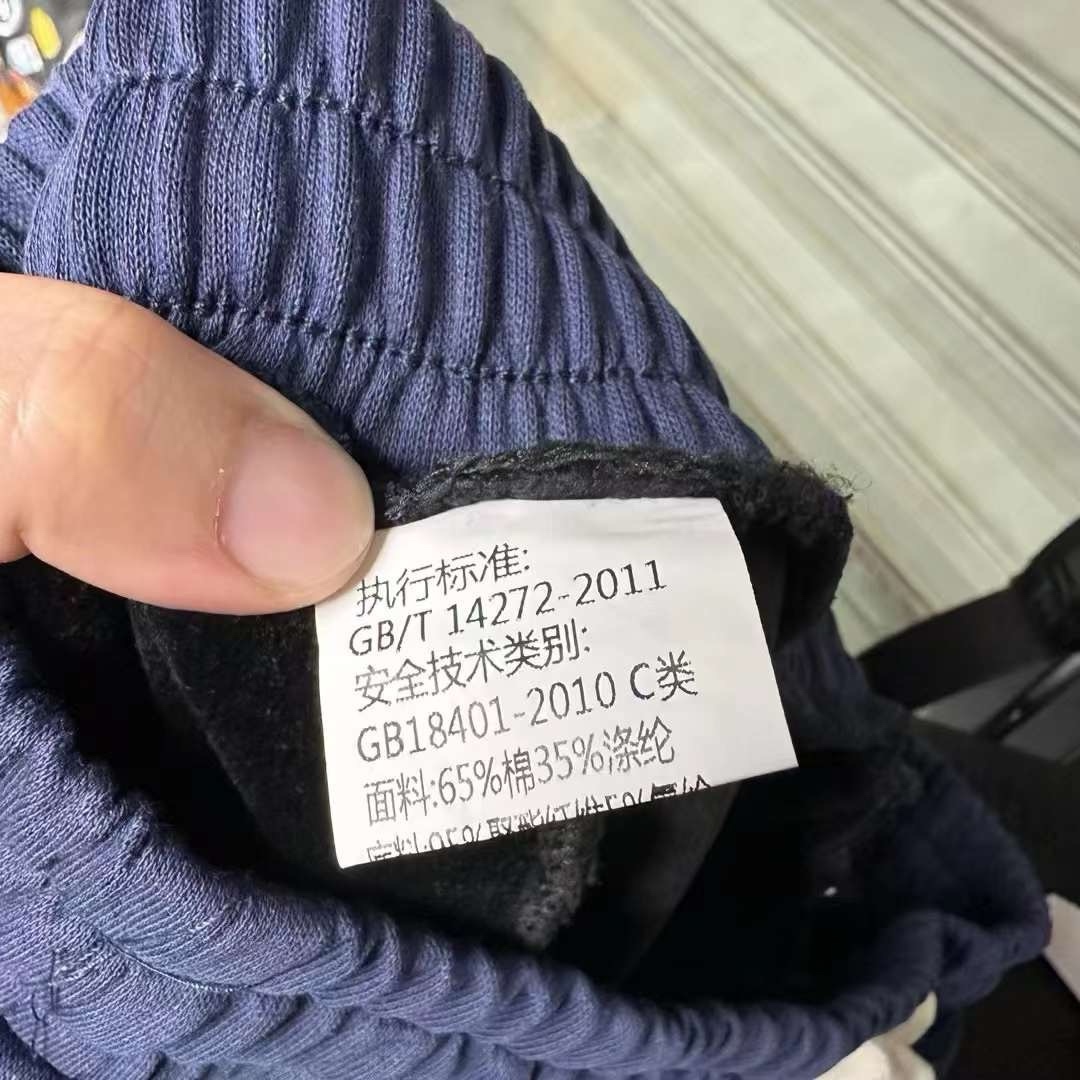 执行标准:
GB/T 14272-2011
安全技术类别:
GB18401-2010 C类
面料:65%棉35%涤纶